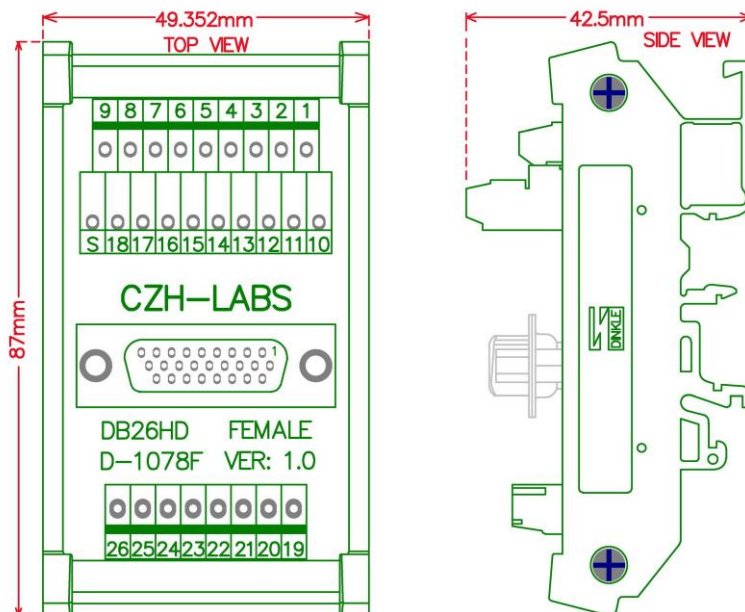 49.352mm
TOP VIEW
42.5mm
SIDE VIEW
87mm
9 8 7 6 5 4 3 2 1
S 18 17 16 15 14 13 12 11 10
CZH-LABS
1
DB26HD FEMALE
D-1078F VER: 1.0
26 25 24 23 22 21 20 19
DINKLE